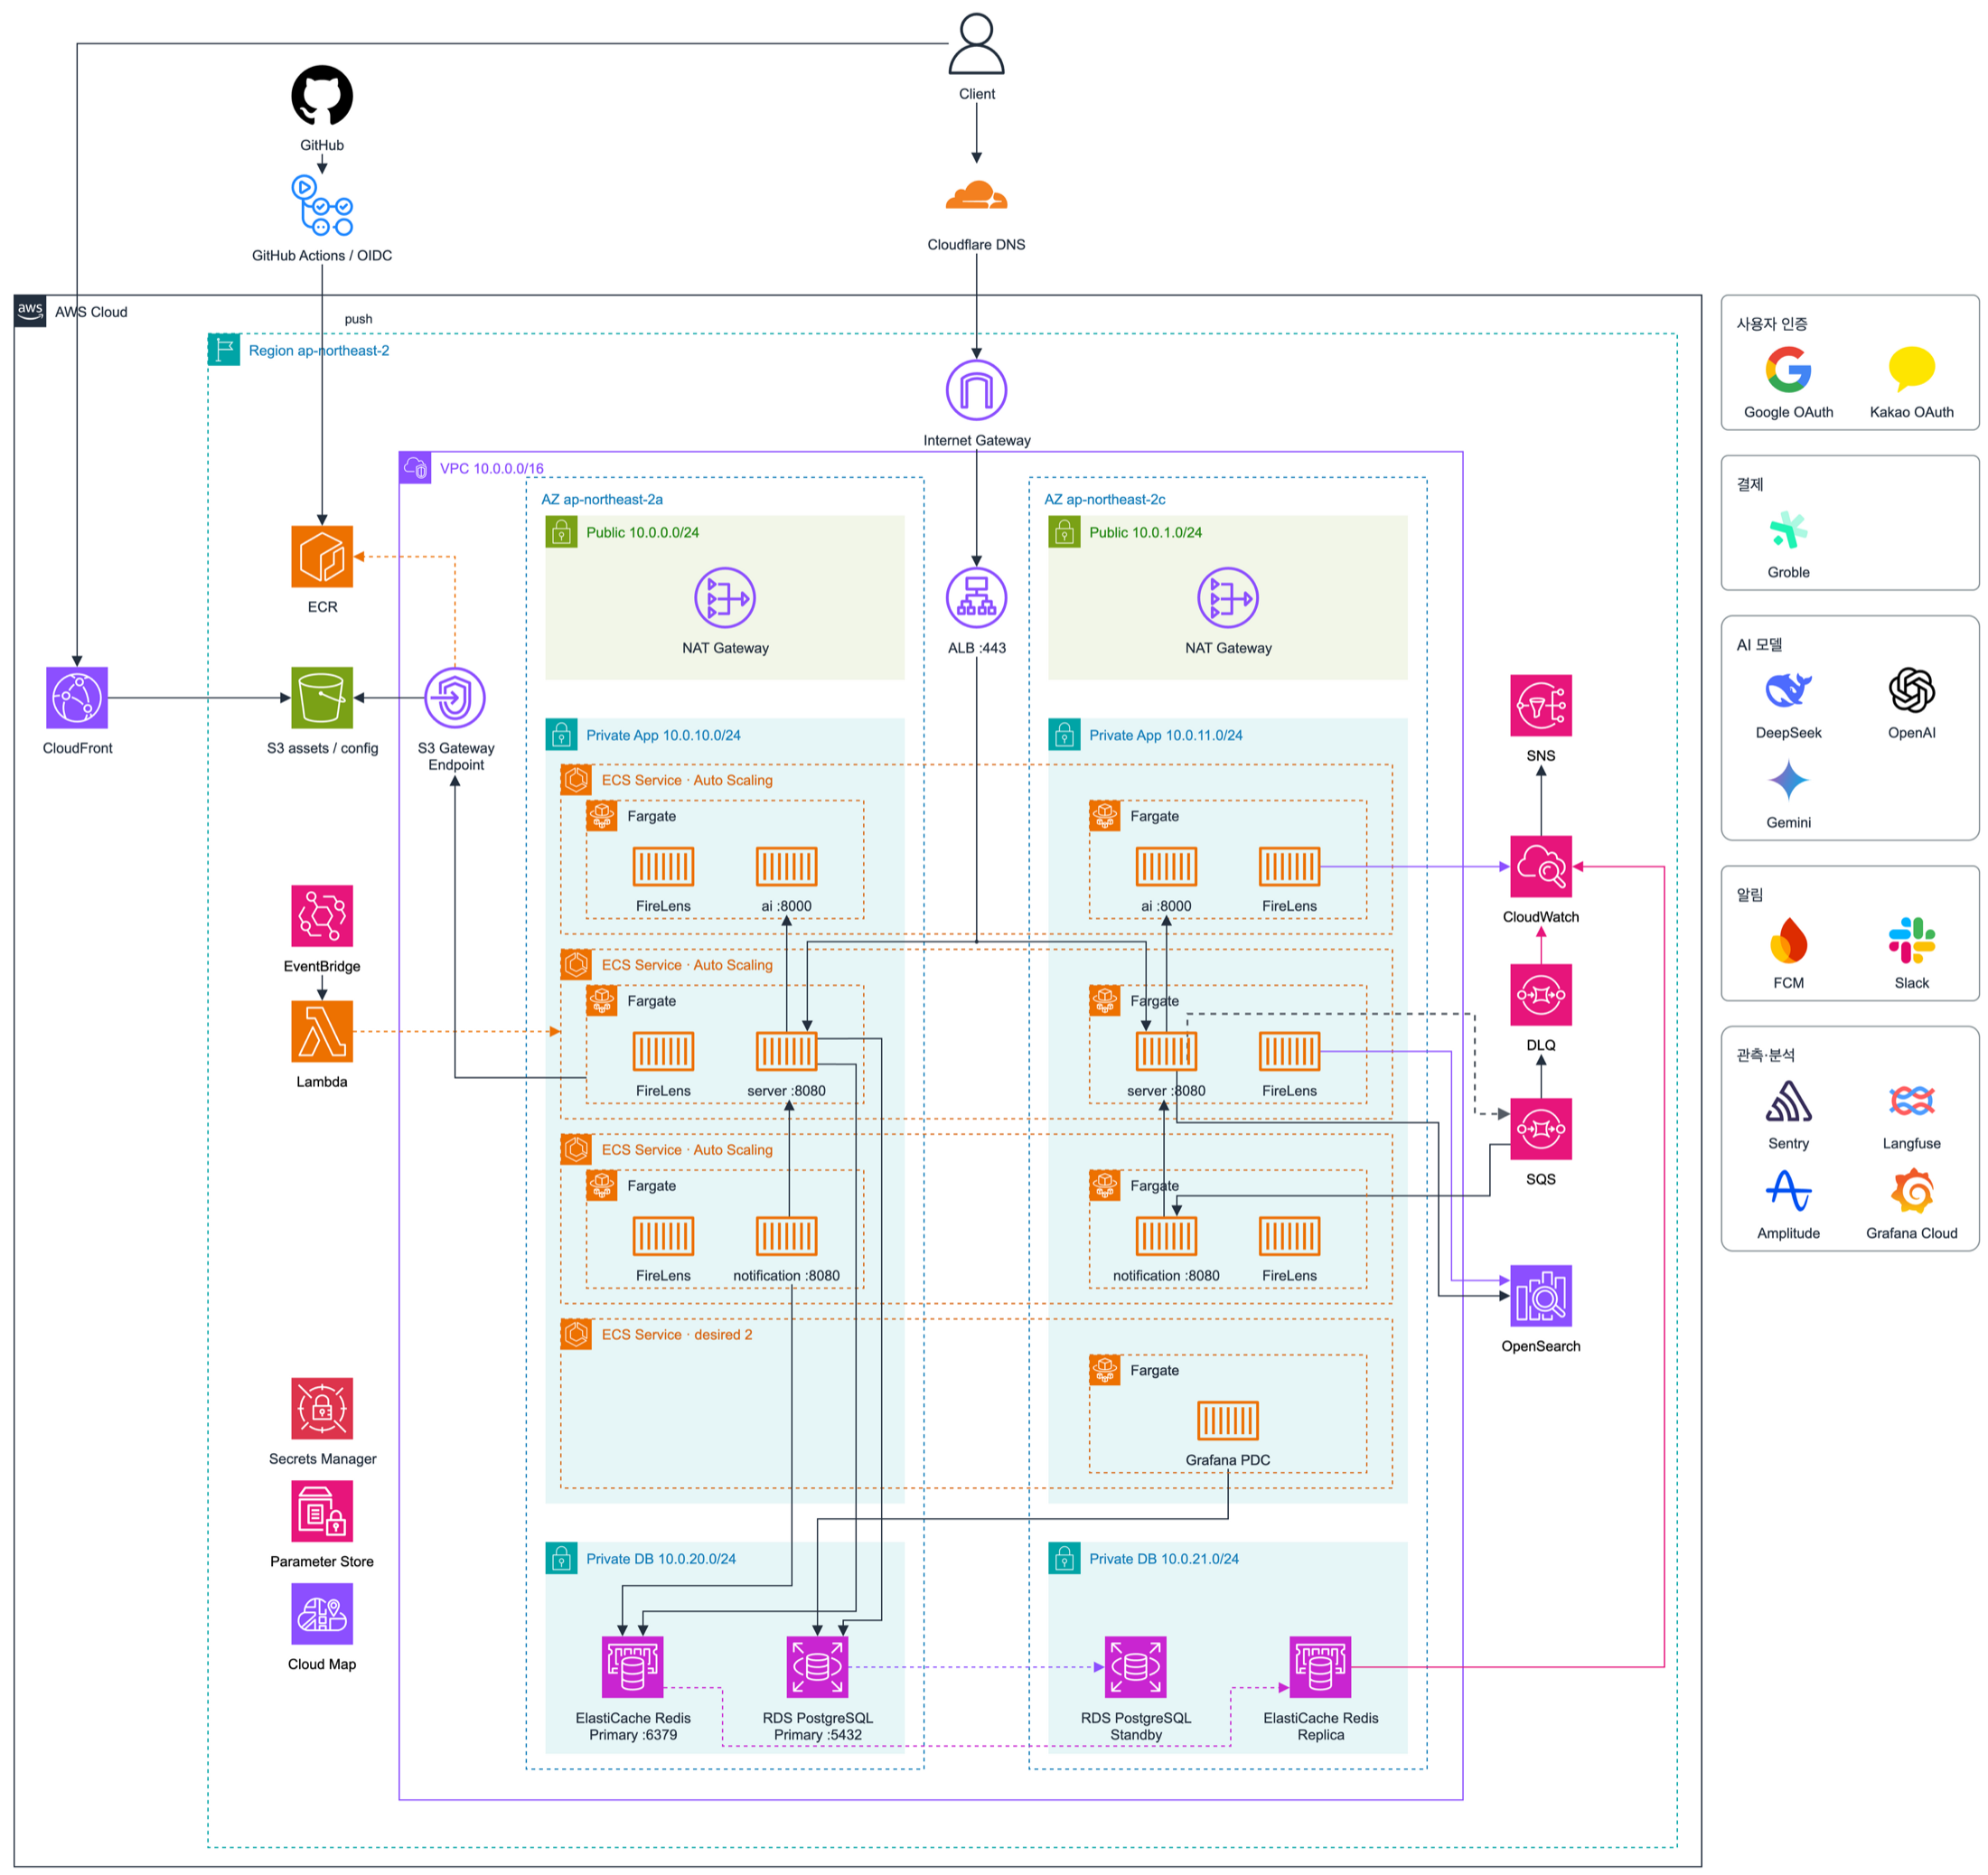 Client
GitHub
GitHub Actions / OIDC
Cloudflare DNS
aws
AWS Cloud
push
Region ap-northeast-2
Internet Gateway
VPC 10.0.0.0/16
AZ ap-northeast-2a
AZ ap-northeast-2c
Public 10.0.0.0/24
Public 10.0.1.0/24
ECR
NAT Gateway
ALB :443
NAT Gateway
CloudFront
S3 assets / config
S3 Gateway
Endpoint
Private App 10.0.10.0/24
Private App 10.0.11.0/24
SNS
ECS Service · Auto Scaling
Fargate
Fargate
FireLens
ai :8000
ai :8000
FireLens
CloudWatch
EventBridge
ECS Service · Auto Scaling
Fargate
Fargate
DLQ
Lambda
FireLens
server :8080
server :8080
FireLens
ECS Service · Auto Scaling
SQS
Fargate
Fargate
FireLens
notification :8080
notification :8080
FireLens
ECS Service · desired 2
OpenSearch
Fargate
Secrets Manager
Grafana PDC
Parameter Store
Private DB 10.0.20.0/24
Private DB 10.0.21.0/24
Cloud Map
ElastiCache Redis
Primary :6379
RDS PostgreSQL
Primary :5432
RDS PostgreSQL
Standby
ElastiCache Redis
Replica
사용자 인증
Google OAuth
Kakao OAuth
결제
Groble
AI 모델
DeepSeek
OpenAI
Gemini
알림
FCM
Slack
관측·분석
Sentry
Langfuse
Amplitude
Grafana Cloud